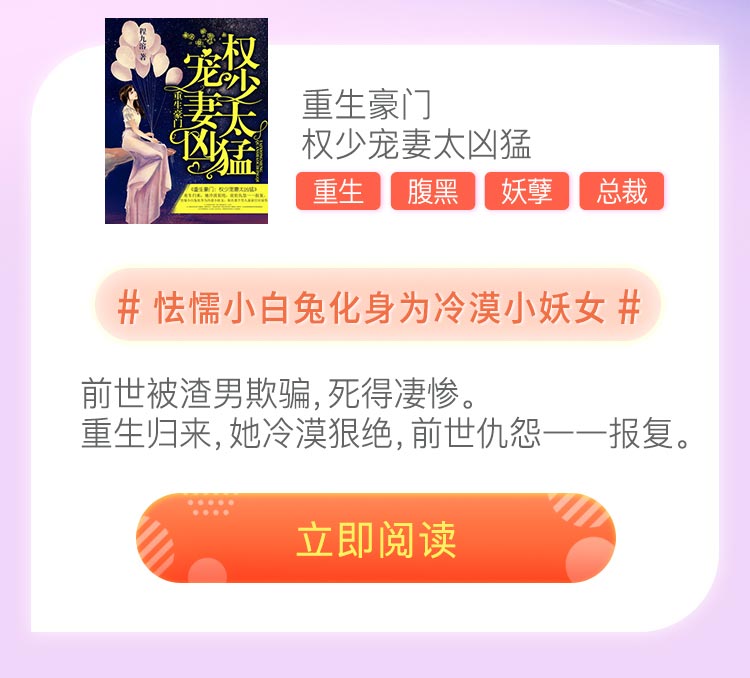 程九溶 著
权少太猛
宠妻凶
重生豪门
《重生豪门:权少宠妻太凶猛》
重生豪门
权少宠妻太凶猛
重生
腹黑
妖孽
总裁
# 怯懦小白兔化身为冷漠小妖女 #
前世被渣男欺骗,死得凄惨。
重生归来,她冷漠狠绝,前世仇怨一一报复。
立即阅读